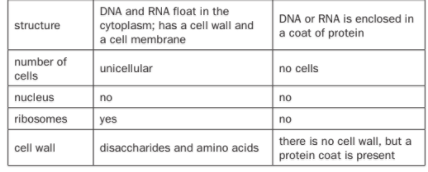 structure
DNA and RNA float in the
cytoplasm; has a cell wall and
a cell membrane
DNA or RNA is enclosed in
a coat of protein
number of
cells
unicellular
no cells
nucleus
no
no
ribosomes
yes
no
cell wall
disaccharides and amino acids
there is no cell wall, but a
protein coat is present